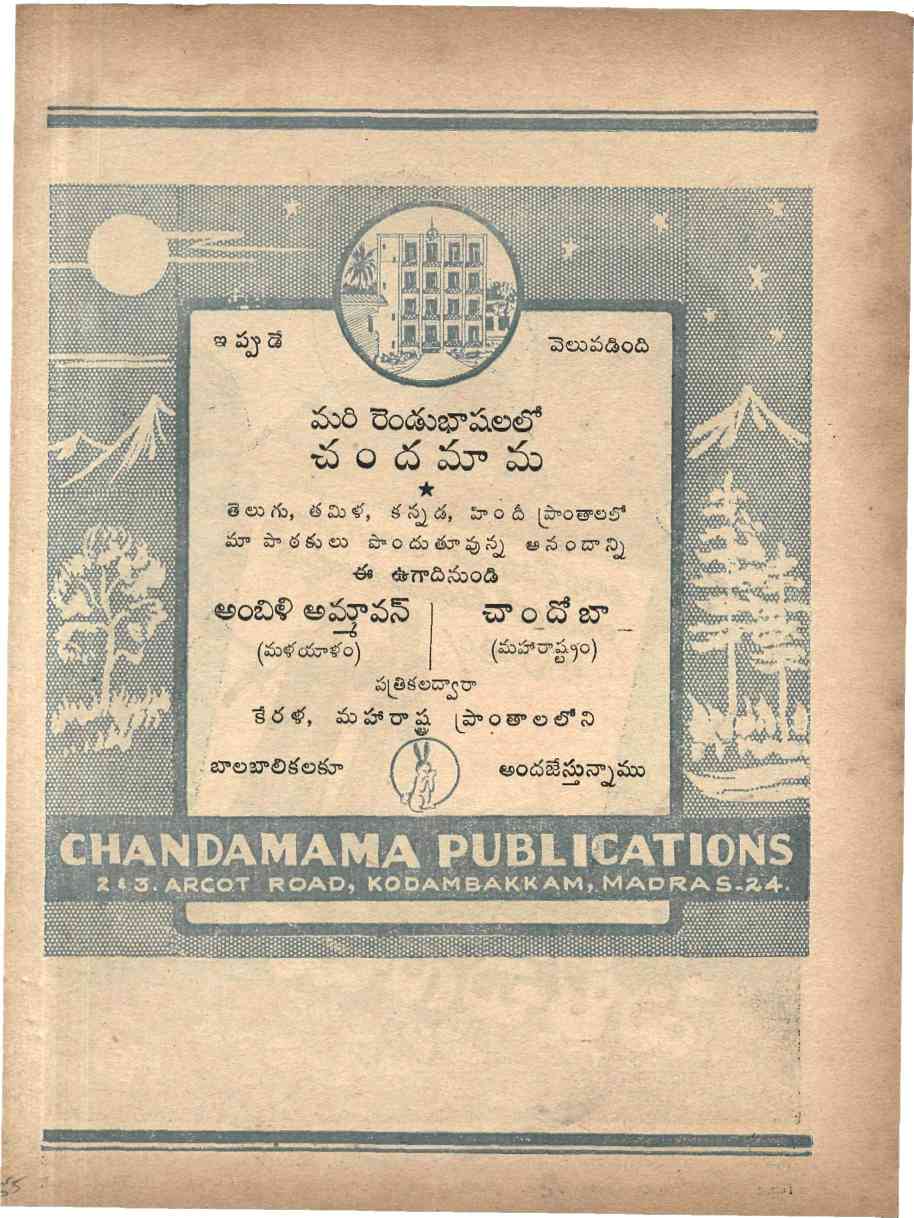 ఇప్పుడే వెలువడింది
మరి రెండుభాషలలో
చందమామ
★
తెలుగు, తమిళ, కన్నడ, హిందీ ప్రాంతాలలో
మా పాఠకులు పొందుతూవున్న ఆనందాన్ని
ఈ ఉగాదినుండి
అంబిళి అమ్మావన్ | చాందోబా
(మళయాళం) (మహారాష్ట్రం)
పత్రికలద్వారా
కేరళ, మహారాష్ట్ర ప్రాంతాలలోని
బాలబాలికలకూ అందజేస్తున్నాము
CHANDAMAMA PUBLICATIONS
2 & 3. ARCOT ROAD, KODAMBAKKAM, MADRAS-24.